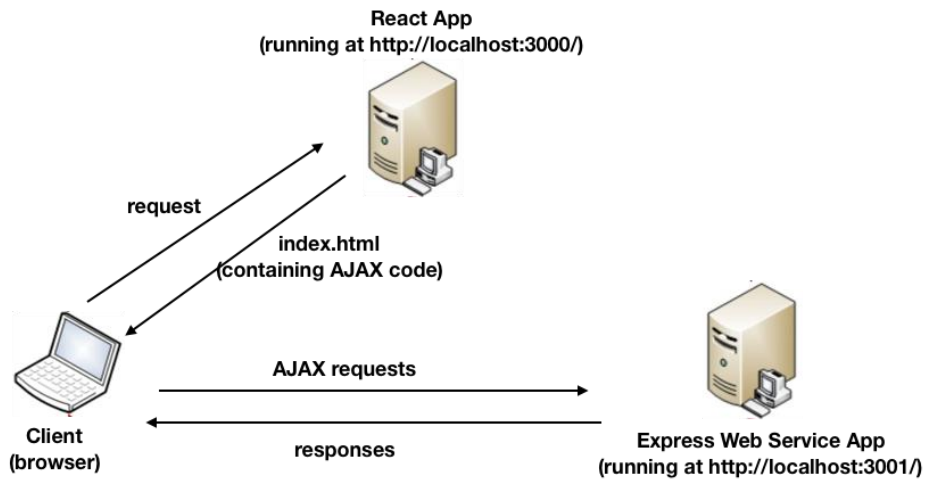 React App
(running at http://localhost:3000/)
request
index.html
(containing AJAX code)
AJAX requests
Client
(browser)
responses
Express Web Service App
(running at http://localhost:3001/)